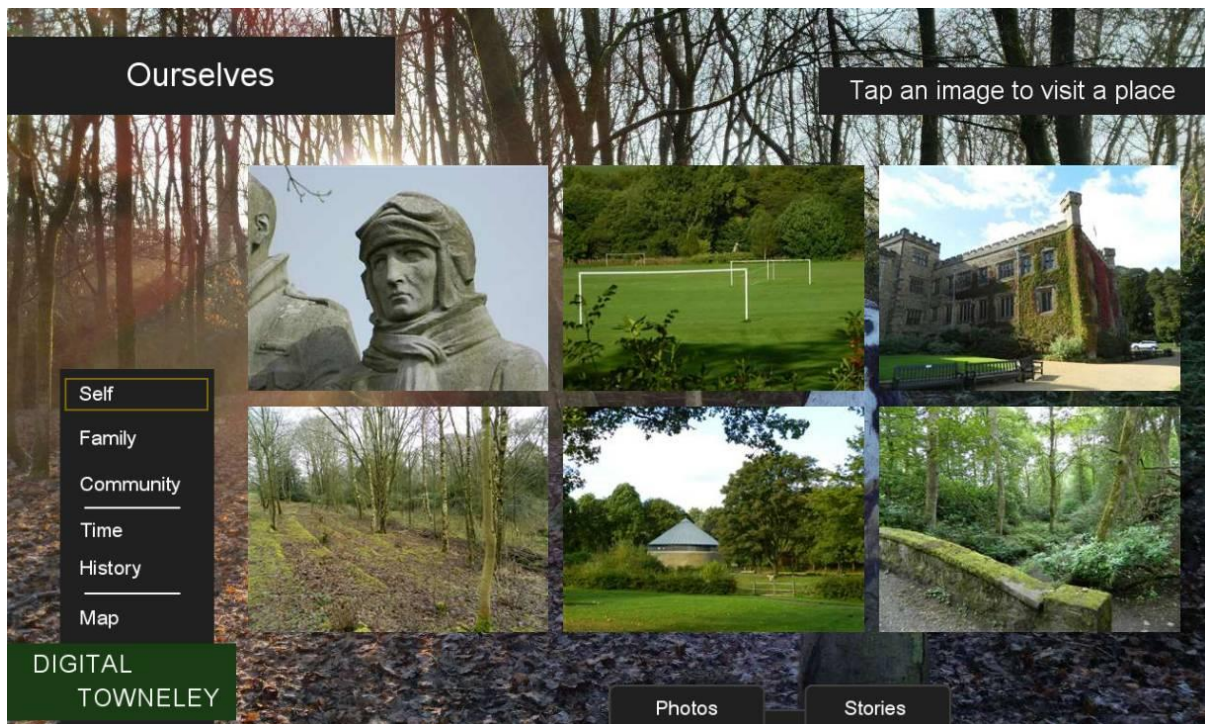 Ourselves
Tap an image to visit a place
Self
Family
Community
Time
History
Map
DIGITAL
TOWNELEY
Photos
Stories